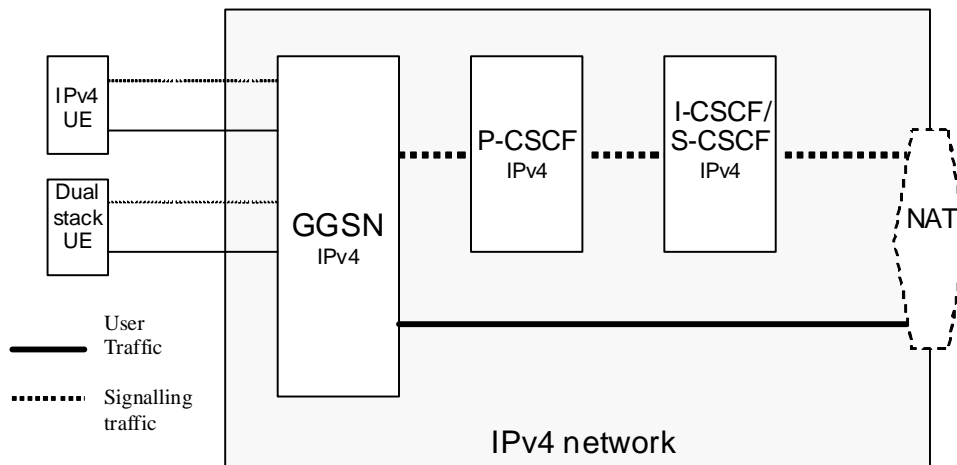 IPv4
UE
Dual
stack
UE
GGSN
IPv4
P-CSCF
IPv4
I-CSCF/
S-CSCF
IPv4
NAT
User
Traffic
Signalling
traffic
IPv4 network